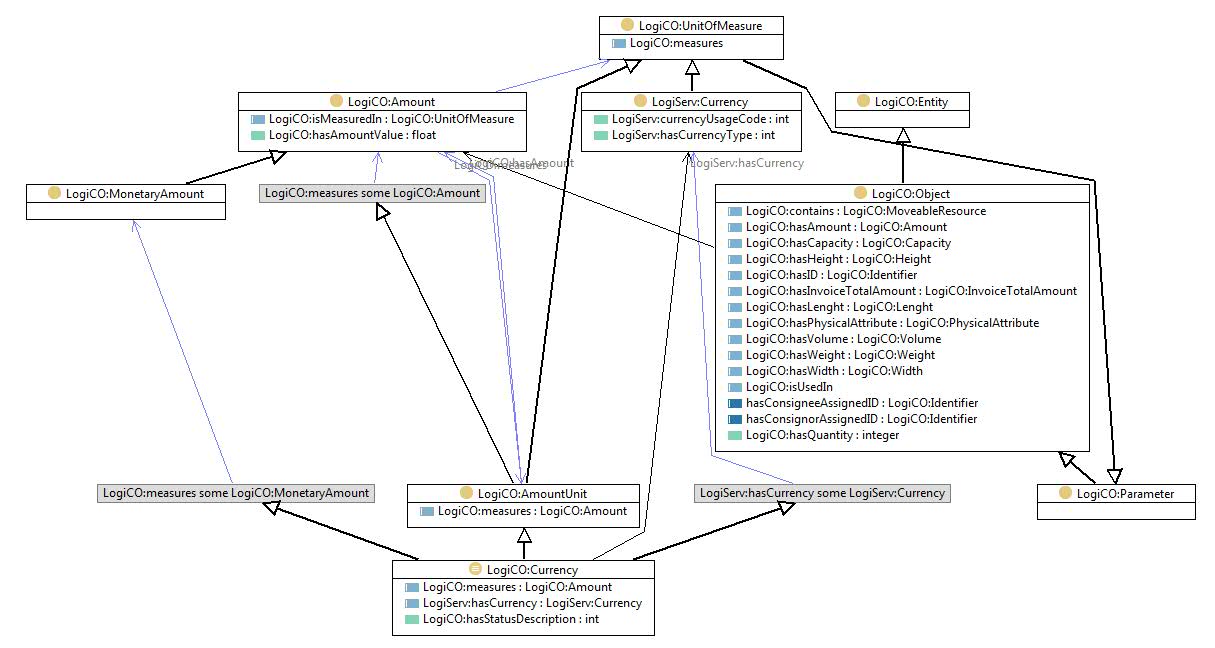 LogiCO:UnitOfMeasure
LogiCO:measures
LogiCO:Amount
LogiCO:isMeasuredIn : LogiCO:UnitOfMeasure
LogiCO:hasAmountValue : float
LogiServ:Currency
LogiServ:currencyUsageCode : int
LogiServ:hasCurrencyType : int
LogiCO:Entity
LogiCO:hasAmount
LogiCO:measures
LogiServ:hasCurrency
LogiCO:MonetaryAmount
LogiCO:measures some LogiCO:Amount
LogiCO:Object
LogiCO:contains : LogiCO:MoveableResource
LogiCO:hasAmount : LogiCO:Amount
LogiCO:hasCapacity : LogiCO:Capacity
LogiCO:hasHeight : LogiCO:Height
LogiCO:hasID : LogiCO:Identifier
LogiCO:hasInvoiceTotalAmount : LogiCO:InvoiceTotalAmount
LogiCO:hasLenght : LogiCO:Lenght
LogiCO:hasPhysicalAttribute : LogiCO:PhysicalAttribute
LogiCO:hasVolume : LogiCO:Volume
LogiCO:hasWeight : LogiCO:Weight
LogiCO:hasWidth : LogiCO:Width
LogiCO:isUsedIn
hasConsigneeAssignedID : LogiCO:Identifier
hasConsignorAssignedID : LogiCO:Identifier
LogiCO:hasQuantity : integer
LogiCO:measures some LogiCO:MonetaryAmount
LogiCO:AmountUnit
LogiCO:measures : LogiCO:Amount
LogiServ:hasCurrency some LogiServ:Currency
LogiCO:Parameter
LogiCO:Currency
LogiCO:measures : LogiCO:Amount
LogiServ:hasCurrency : LogiServ:Currency
LogiCO:hasStatusDescription : int